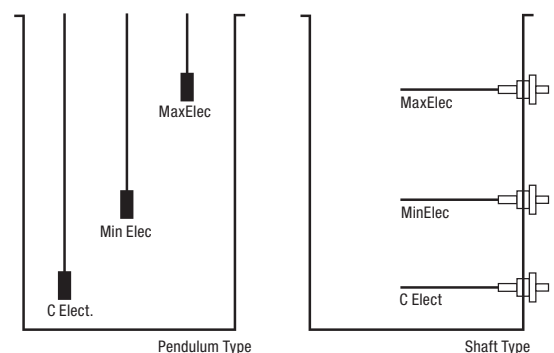 MaxElec
Min Elec
C Elect.
Pendulum Type
MaxElec
MinElec
C Elect
Shaft Type